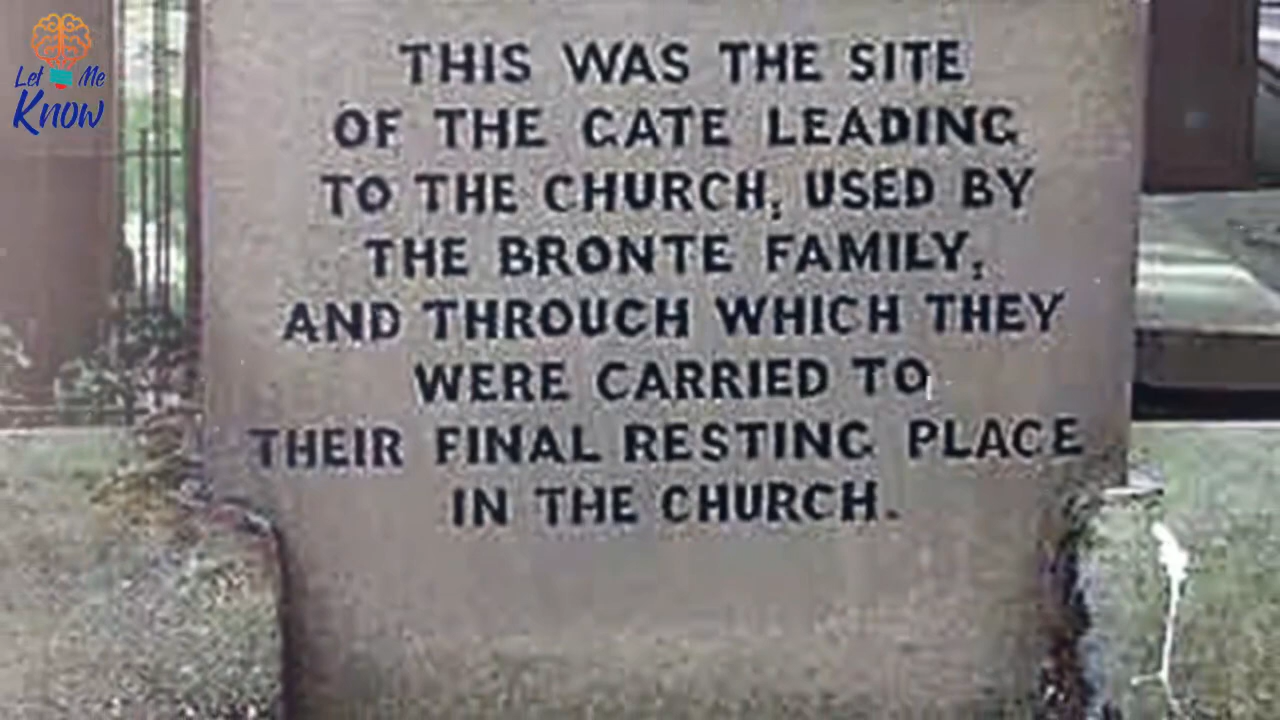 Let Me
Know
THIS WAS THE SITE
OF THE GATE LEADING
TO THE CHURCH, USED BY
THE BRONTE FAMILY,
AND THROUGH WHICH THEY
WERE CARRIED TO
THEIR FINAL RESTING PLACE
IN THE CHURCH.